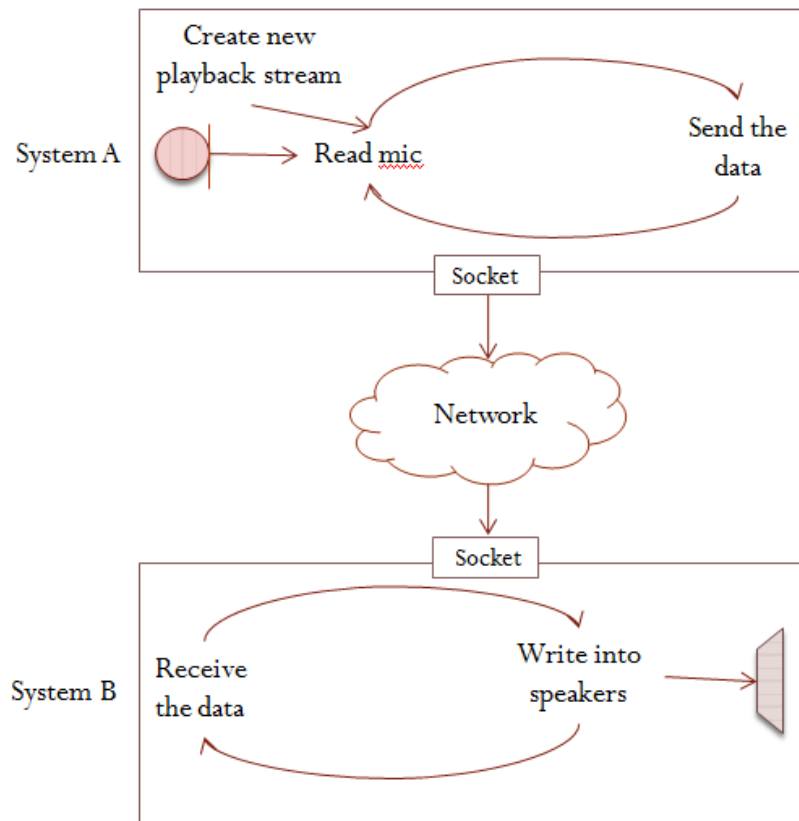 Create new
playback stream
System A
Read mic
Send the
data
Socket
Network
Socket
System B
Receive
the data
Write into
speakers